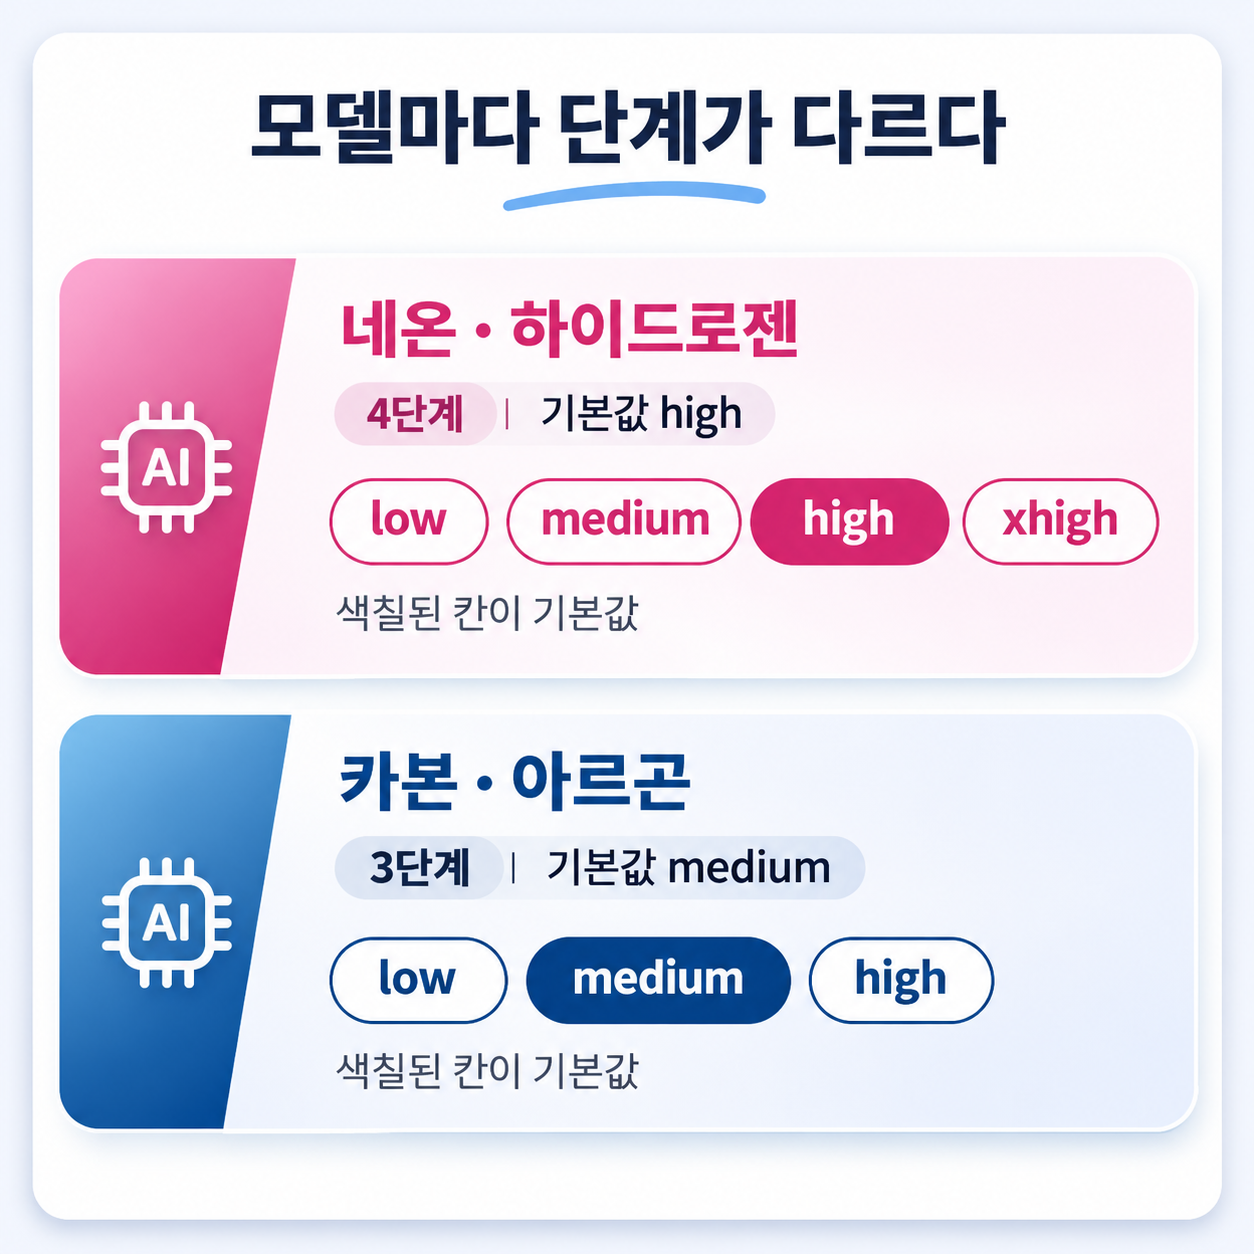 모델마다 단계가 다르다
네온 · 하이드로젠
4단계 | 기본값 high
AI
low medium high xhigh
색칠된 칸이 기본값
카본 · 아르곤
3단계 | 기본값 medium
AI
low medium high
색칠된 칸이 기본값